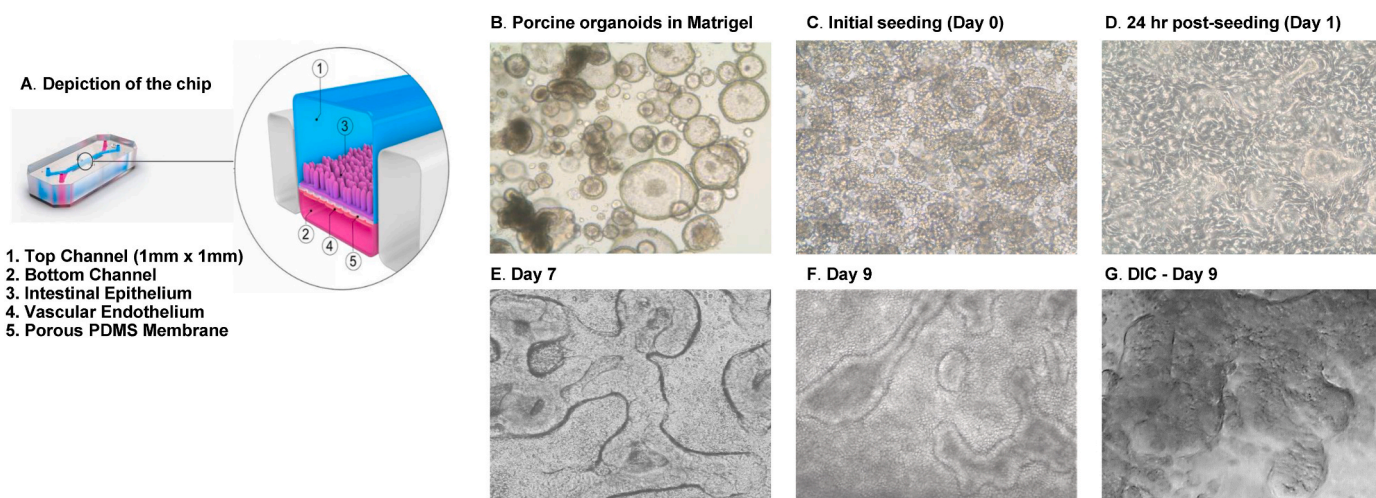 A. Depiction of the chip
1
3
2
4
5
1. Top Channel (1mm x 1mm)
2. Bottom Channel
3. Intestinal Epithelium
4. Vascular Endothelium
5. Porous PDMS Membrane
B. Porcine organoids in Matrigel
C. Initial seeding (Day 0)
D. 24 hr post-seeding (Day 1)
E. Day 7
F. Day 9
G. DIC - Day 9